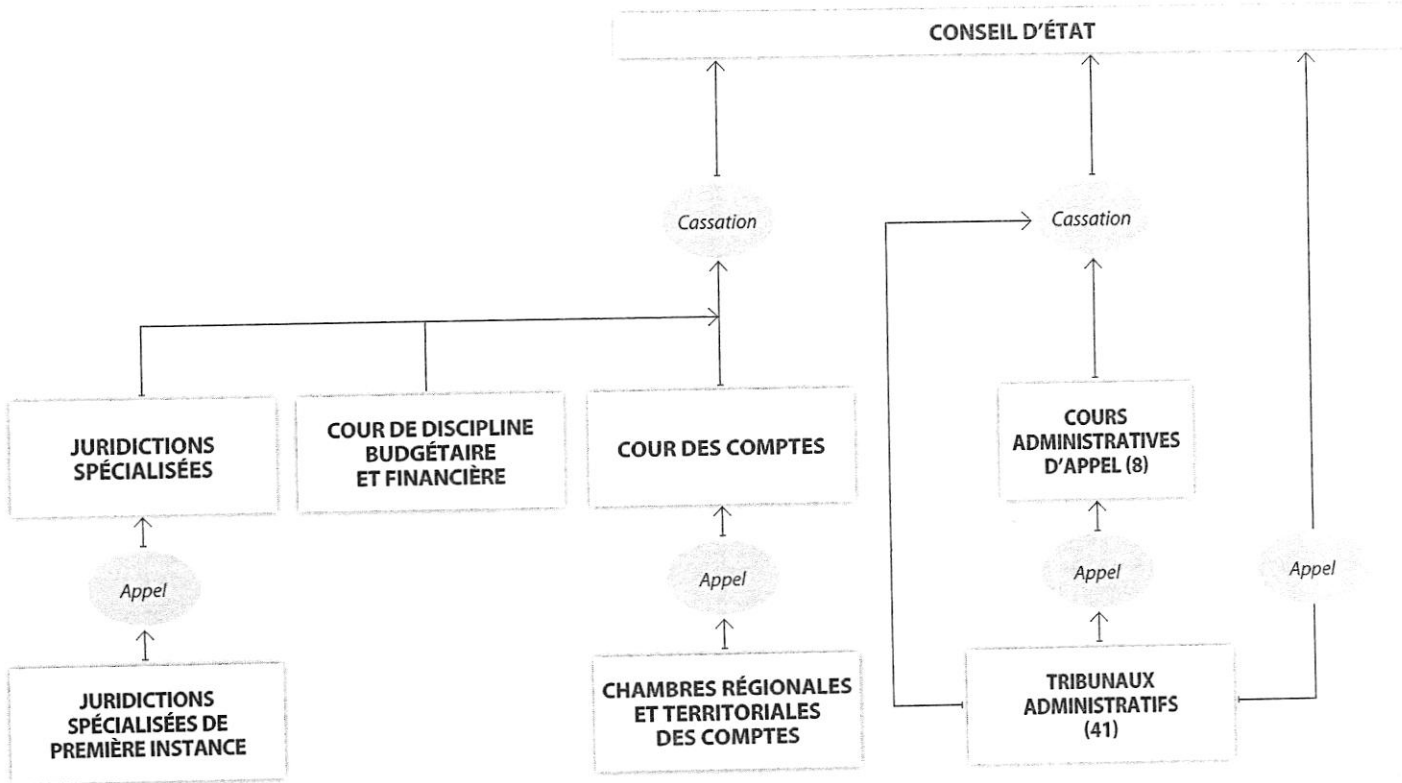 CONSEIL D'ÉTAT
Cassation
Cassation
JURIDICTIONS
SPÉCIALISÉES
COUR DE DISCIPLINE
BUDGÉTAIRE
ET FINANCIÈRE
COUR DES COMPTES
COURS
ADMINISTRATIVES
D'APPEL (8)
Appel
Appel
Appel
Appel
JURIDICTIONS
SPÉCIALISÉES DE
PREMIÈRE INSTANCE
CHAMBRES RÉGIONALES
ET TERRITORIALES
DES COMPTES
TRIBUNAUX
ADMINISTRATIFS
(41)